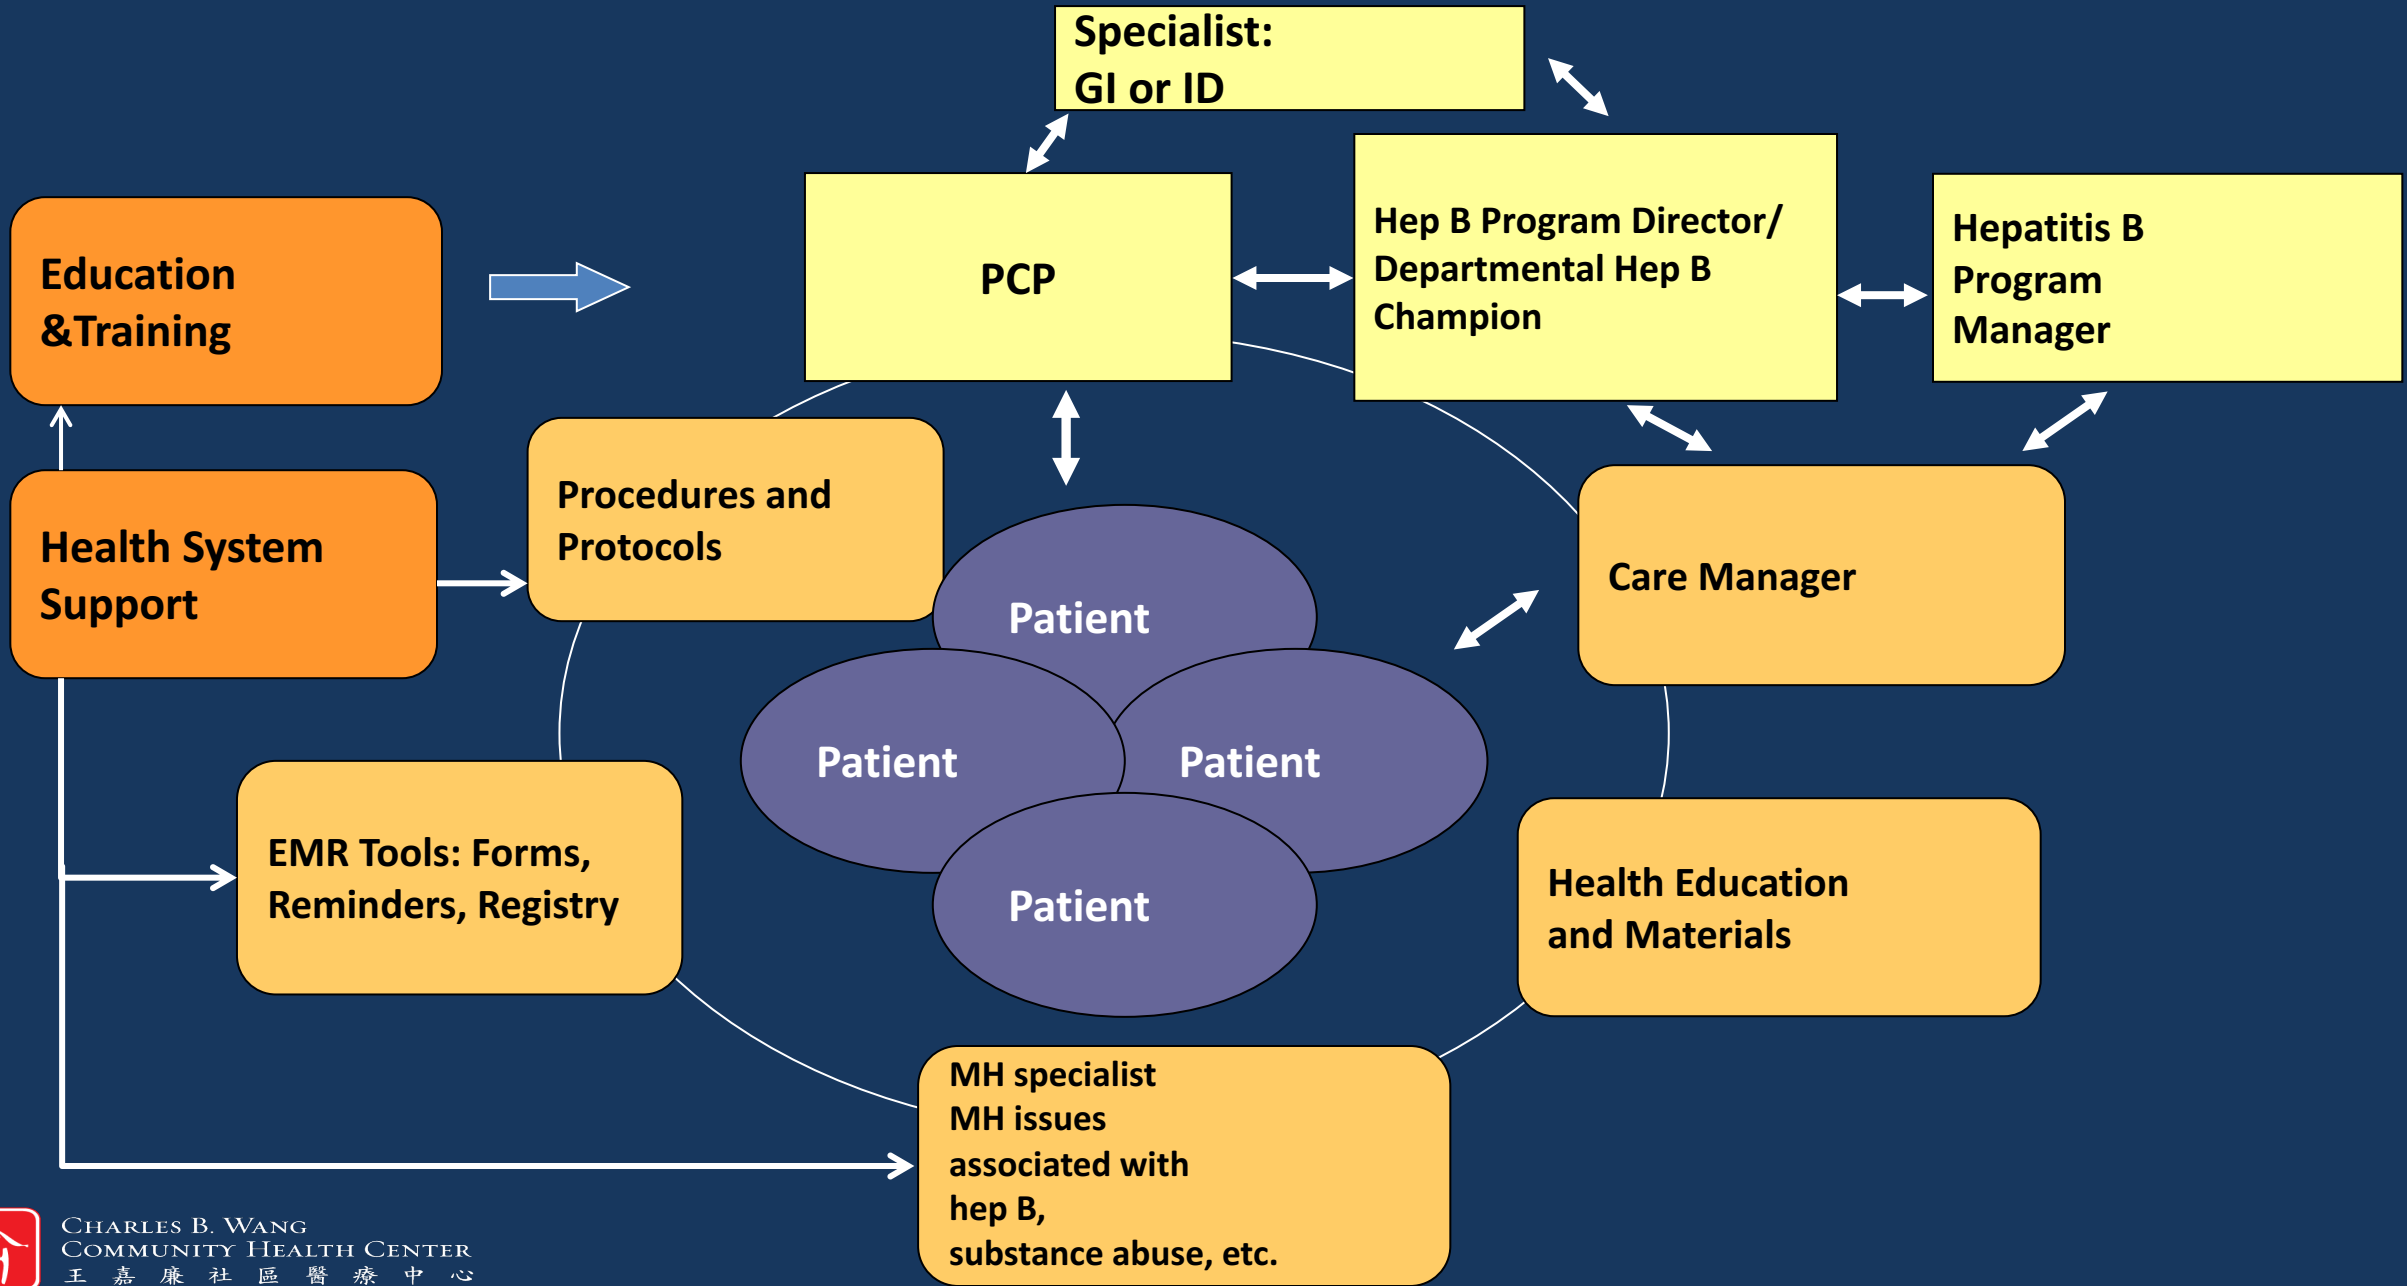 Specialist:
GI or ID
Education
&Training
PCP
Hep B Program Director/
Departmental Hep B
Champion
Hepatitis B
Program
Manager
Health System
Support
Procedures and
Protocols
Care Manager
Patient
Patient
Patient
Patient
EMR Tools: Forms,
Reminders, Registry
Health Education
and Materials
MH specialist
MH issues
associated with
hep B,
substance abuse, etc.
CHARLES B. WANG
COMMUNITY HEALTH CENTER
王嘉廉社區醫療中心